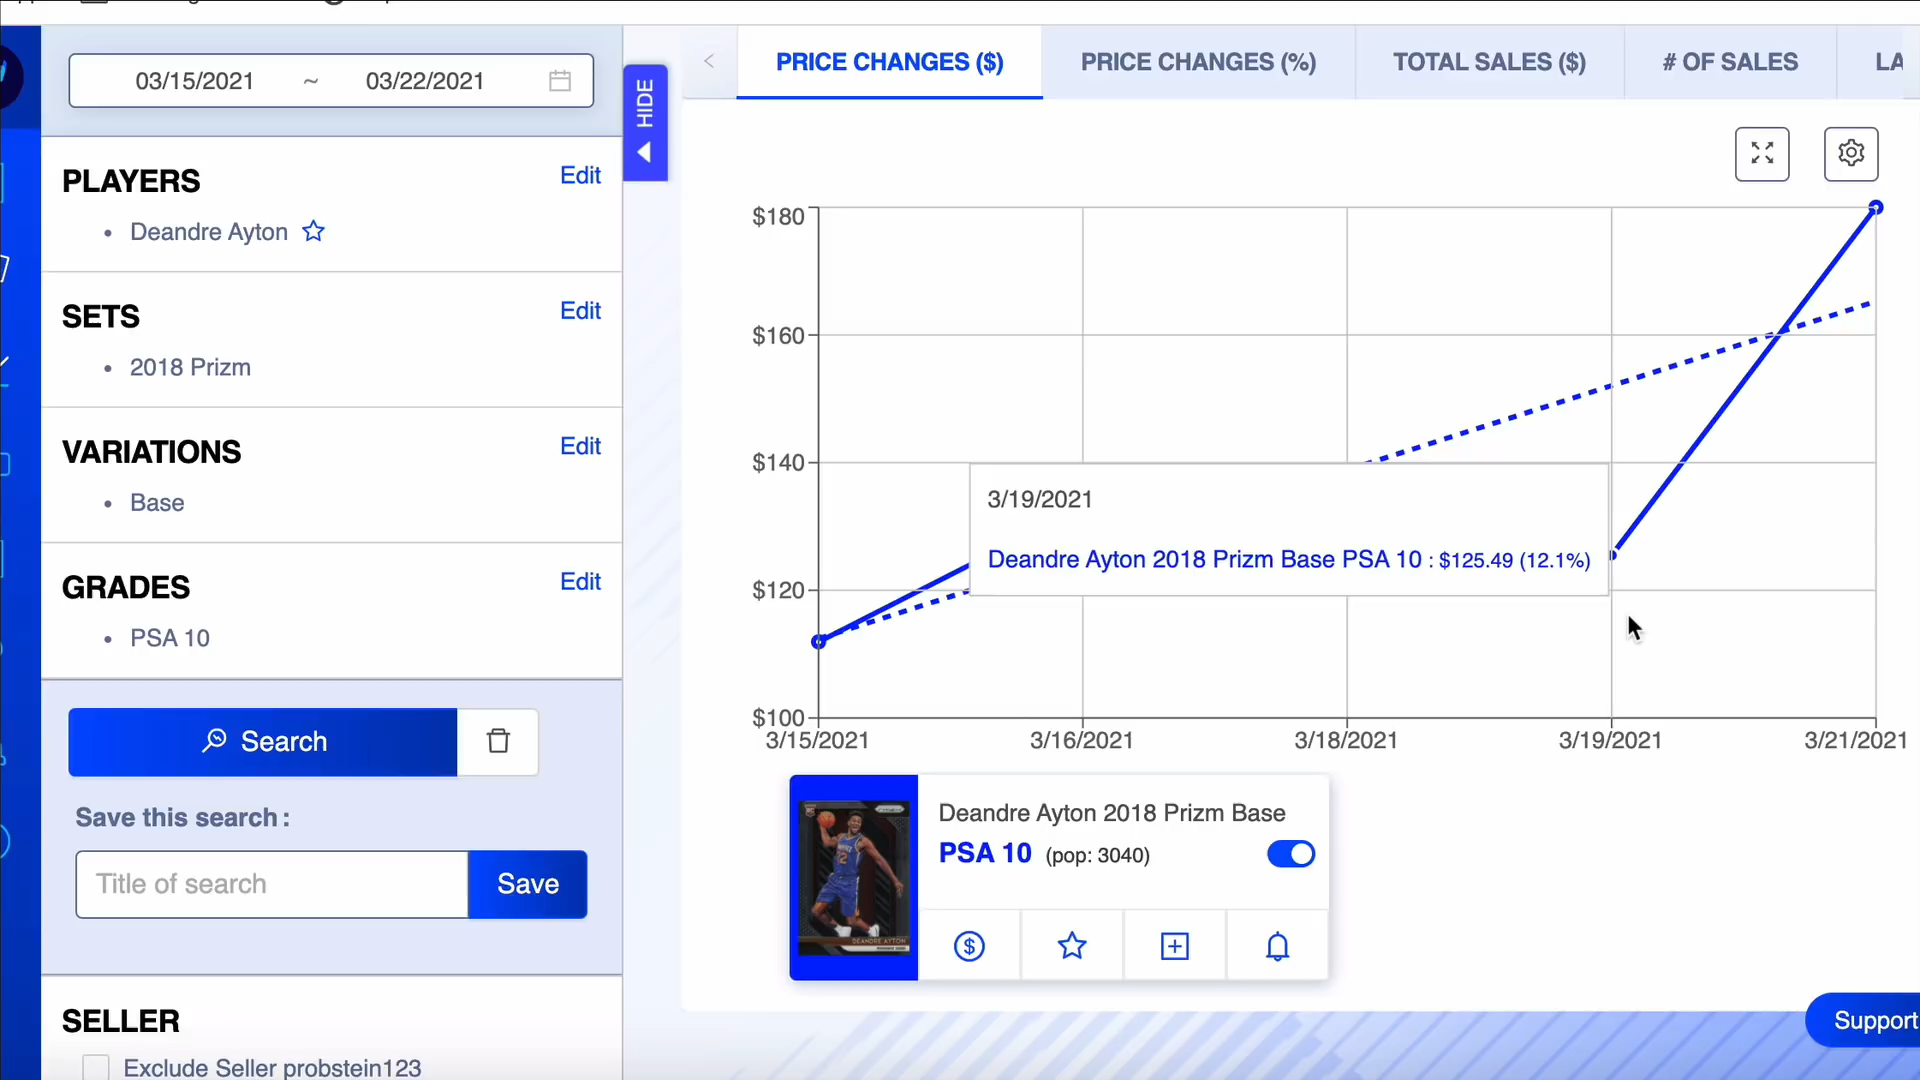 03/15/2021 ~ 03/22/2021
PLAYERS Edit
Deandre Ayton
SETS Edit
2018 Prizm
VARIATIONS Edit
Base
GRADES Edit
PSA 10
Search
Save this search :
Title of search Save
SELLER
Exclude Seller probstein123
HIDE
PRICE CHANGES ($) PRICE CHANGES (%) TOTAL SALES ($) # OF SALES LA
$180
$160
$140
$120
$100
3/19/2021
Deandre Ayton 2018 Prizm Base PSA 10 : $125.49 (12.1%)
3/15/2021 3/16/2021 3/18/2021 3/19/2021 3/21/2021
Deandre Ayton 2018 Prizm Base
PSA 10 (pop: 3040)
DEANDRE AYTON
Support